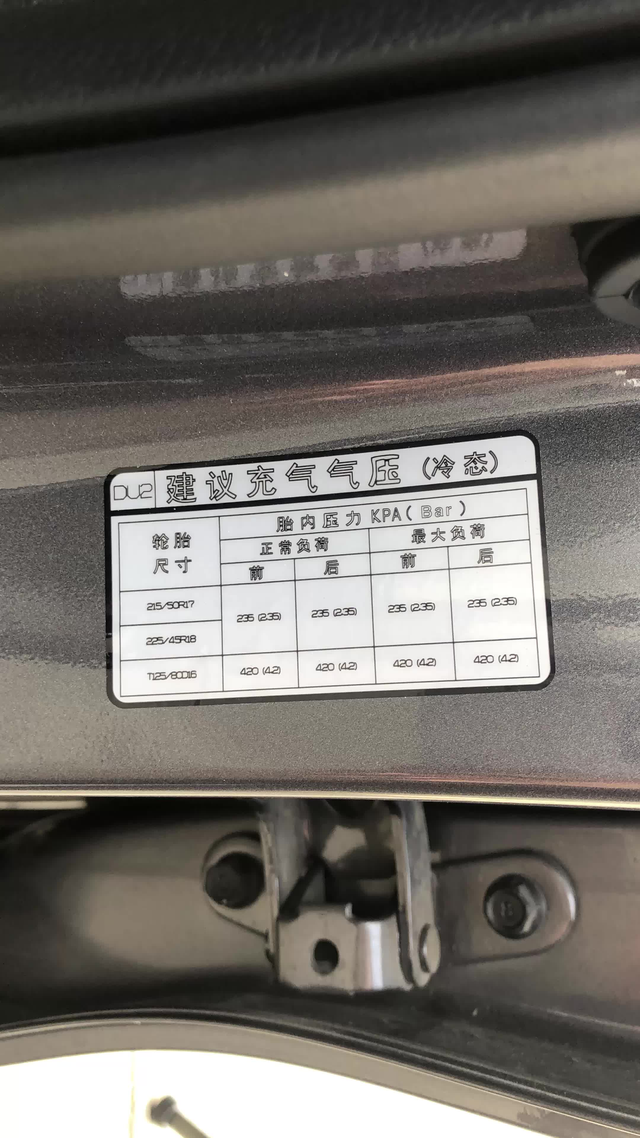 DU2 建议充气气压(冷态)
轮胎尺寸 胎内压力 KPA(Bar)
正常负荷 最大负荷
前 后 前 后
215/50R17
235 (2.35) 235 (2.35) 235 (2.35) 235 (2.35)
225/45R18
T125/80D16 420 (4.2) 420 (4.2) 420 (4.2) 420 (4.2)